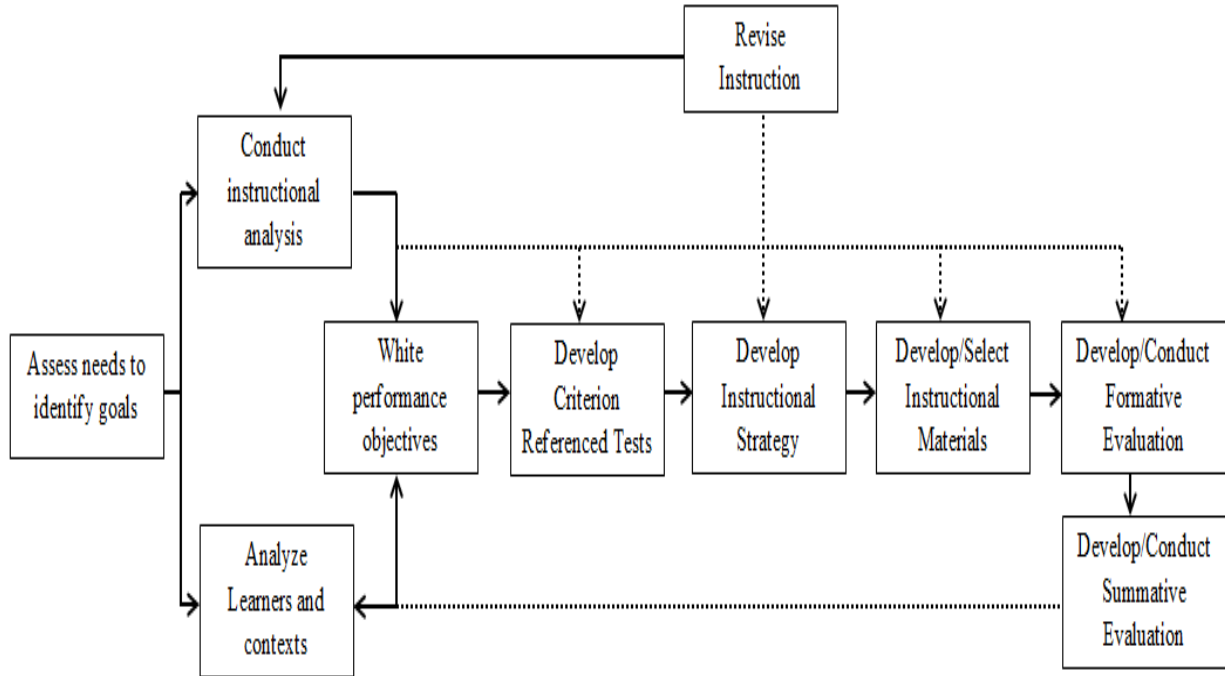 Revise
Instruction
Conduct
instructional
analysis
Assess needs to
identify goals
White
performance
objectives
Develop
Criterion
Referenced Tests
Develop
Instructional
Strategy
Develop/Select
Instructional
Materials
Develop/Conduct
Formative
Evaluation
Analyze
Learners and
contexts
Develop/Conduct
Summative
Evaluation